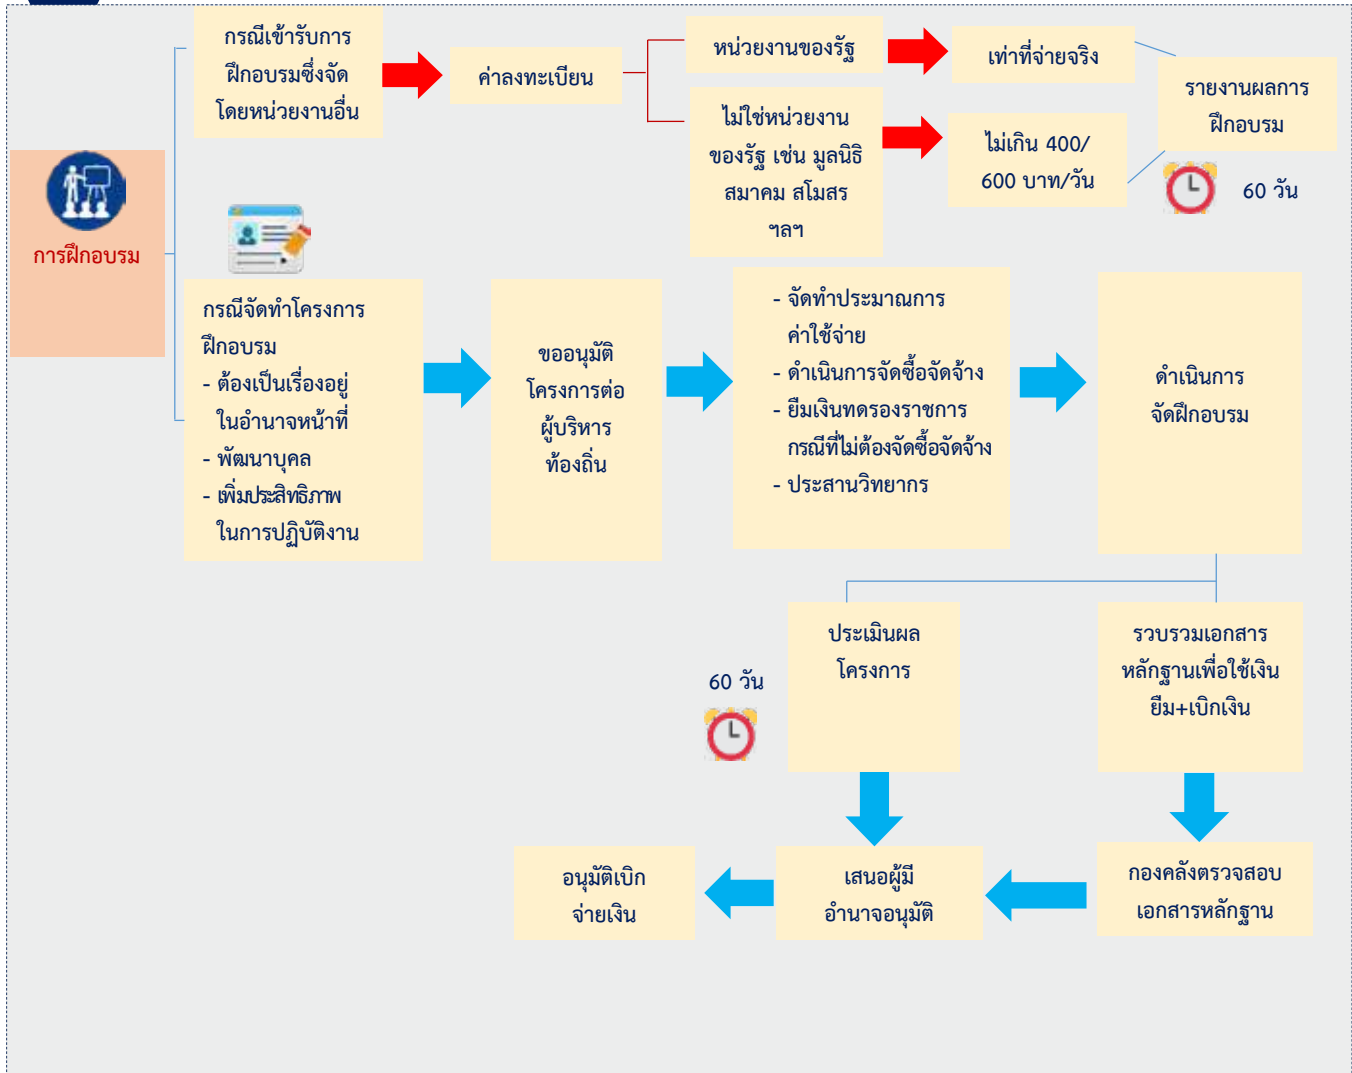 การฝึกอบรม
กรณีเข้ารับการ
ฝึกอบรมซึ่งจัด
โดยหน่วยงานอื่น
ค่าลงทะเบียน
หน่วยงานของรัฐ
เท่าที่จ่ายจริง
ไม่ใช่หน่วยงาน
ของรัฐ เช่น มูลนิธิ
สมาคม สโมสร
ฯลฯ
ไม่เกิน 400/
600 บาท/วัน
รายงานผลการ
ฝึกอบรม
60 วัน
กรณีจัดทำโครงการ
ฝึกอบรม
- ต้องเป็นเรื่องอยู่
ในอำนาจหน้าที่
- พัฒนาบุคล
- เพิ่มประสิทธิภาพ
ในการปฏิบัติงาน
ขออนุมัติ
โครงการต่อ
ผู้บริหาร
ท้องถิ่น
- จัดทำประมาณการ
ค่าใช้จ่าย
- ดำเนินการจัดซื้อจัดจ้าง
- ยืมเงินทดรองราชการ
กรณีที่ไม่ต้องจัดซื้อจัดจ้าง
- ประสานวิทยากร
ดำเนินการ
จัดฝึกอบรม
60 วัน
ประเมินผล
โครงการ
รวบรวมเอกสาร
หลักฐานเพื่อใช้เงิน
ยืม+เบิกเงิน
กองคลังตรวจสอบ
เอกสารหลักฐาน
เสนอผู้มี
อำนาจอนุมัติ
อนุมัติเบิก
จ่ายเงิน